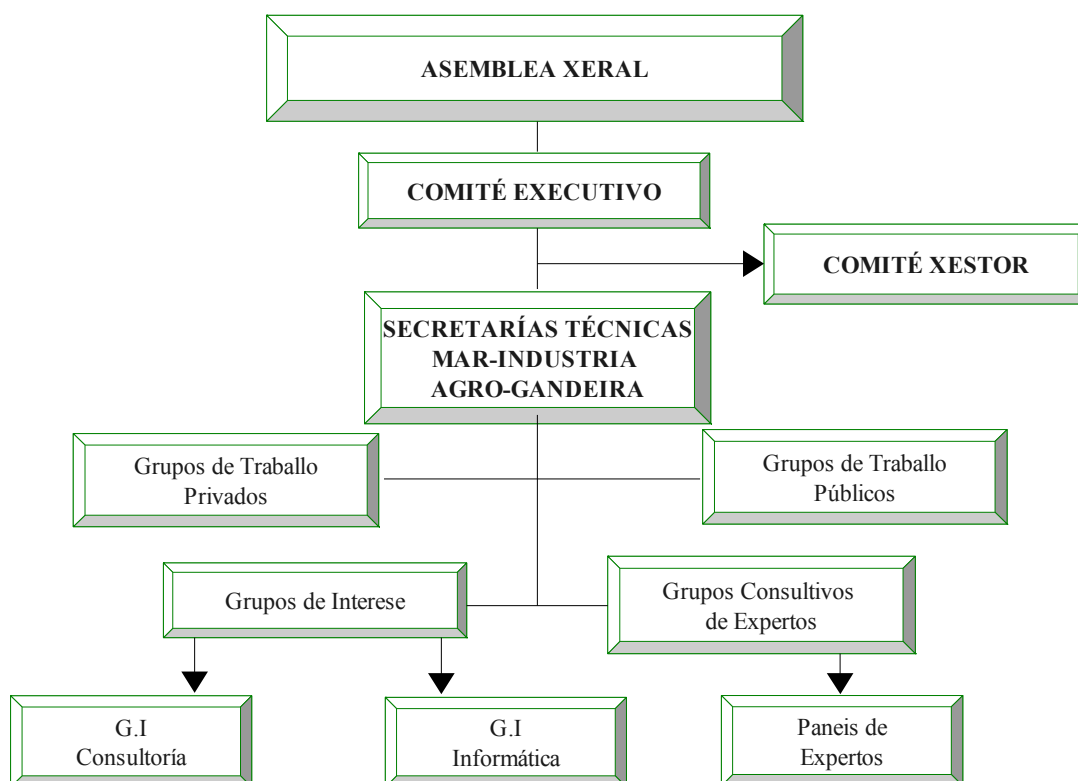 ASEMBLEA XERAL
COMITÉ EXECUTIVO
COMITÉ XESTOR
SECRETARÍAS TÉCNICAS
MAR-INDUSTRIA
AGRO-GANDEIRA
Grupos de Traballo
Privados
Grupos de Traballo
Públicos
Grupos de Interese
Grupos Consultivos
de Expertos
G.I
Consultoría
G.I
Informática
Paneis de
Expertos